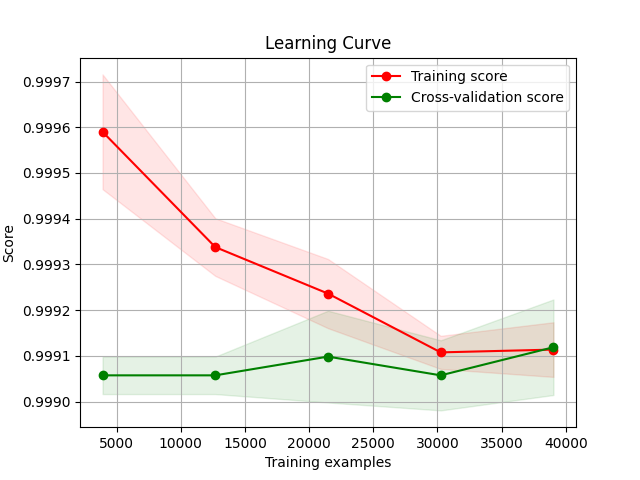 Learning Curve
Training score
Cross-validation score
0.9997
0.9996
0.9995
0.9994
0.9993
0.9992
0.9991
0.9990
Score
5000 10000 15000 20000 25000 30000 35000 40000
Training examples